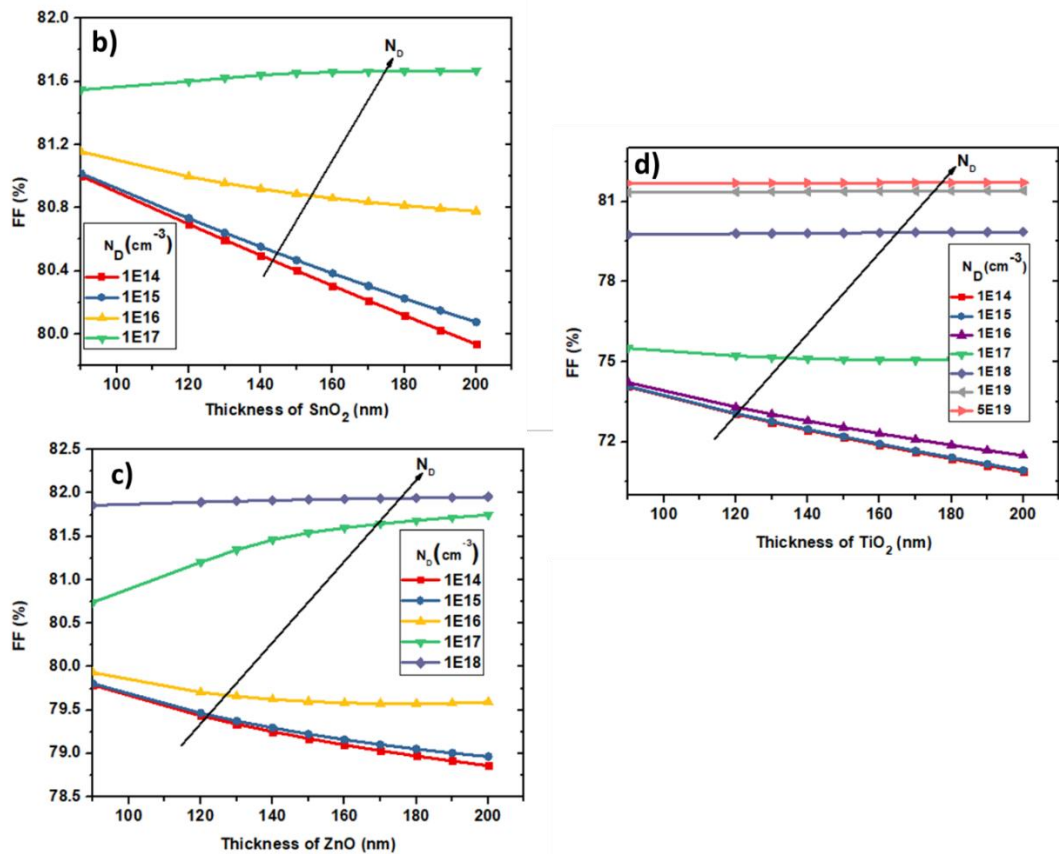 b)
82.0
81.6
81.2
80.8
80.4
80.0
FF (%)
N_D
N_D(cm⁻³)
1E14
1E15
1E16
1E17
100 120 140 160 180 200
Thickness of SnO₂ (nm)
d)
81
78
75
72
FF (%)
N_D
N_D(cm⁻³)
1E14
1E15
1E16
1E17
1E18
1E19
5E19
100 120 140 160 180 200
Thickness of TiO₂ (nm)
c)
82.5
82.0
81.5
81.0
80.5
80.0
79.5
79.0
78.5
FF (%)
N_D
N_D(cm⁻³)
1E14
1E15
1E16
1E17
1E18
100 120 140 160 180 200
Thickness of ZnO (nm)